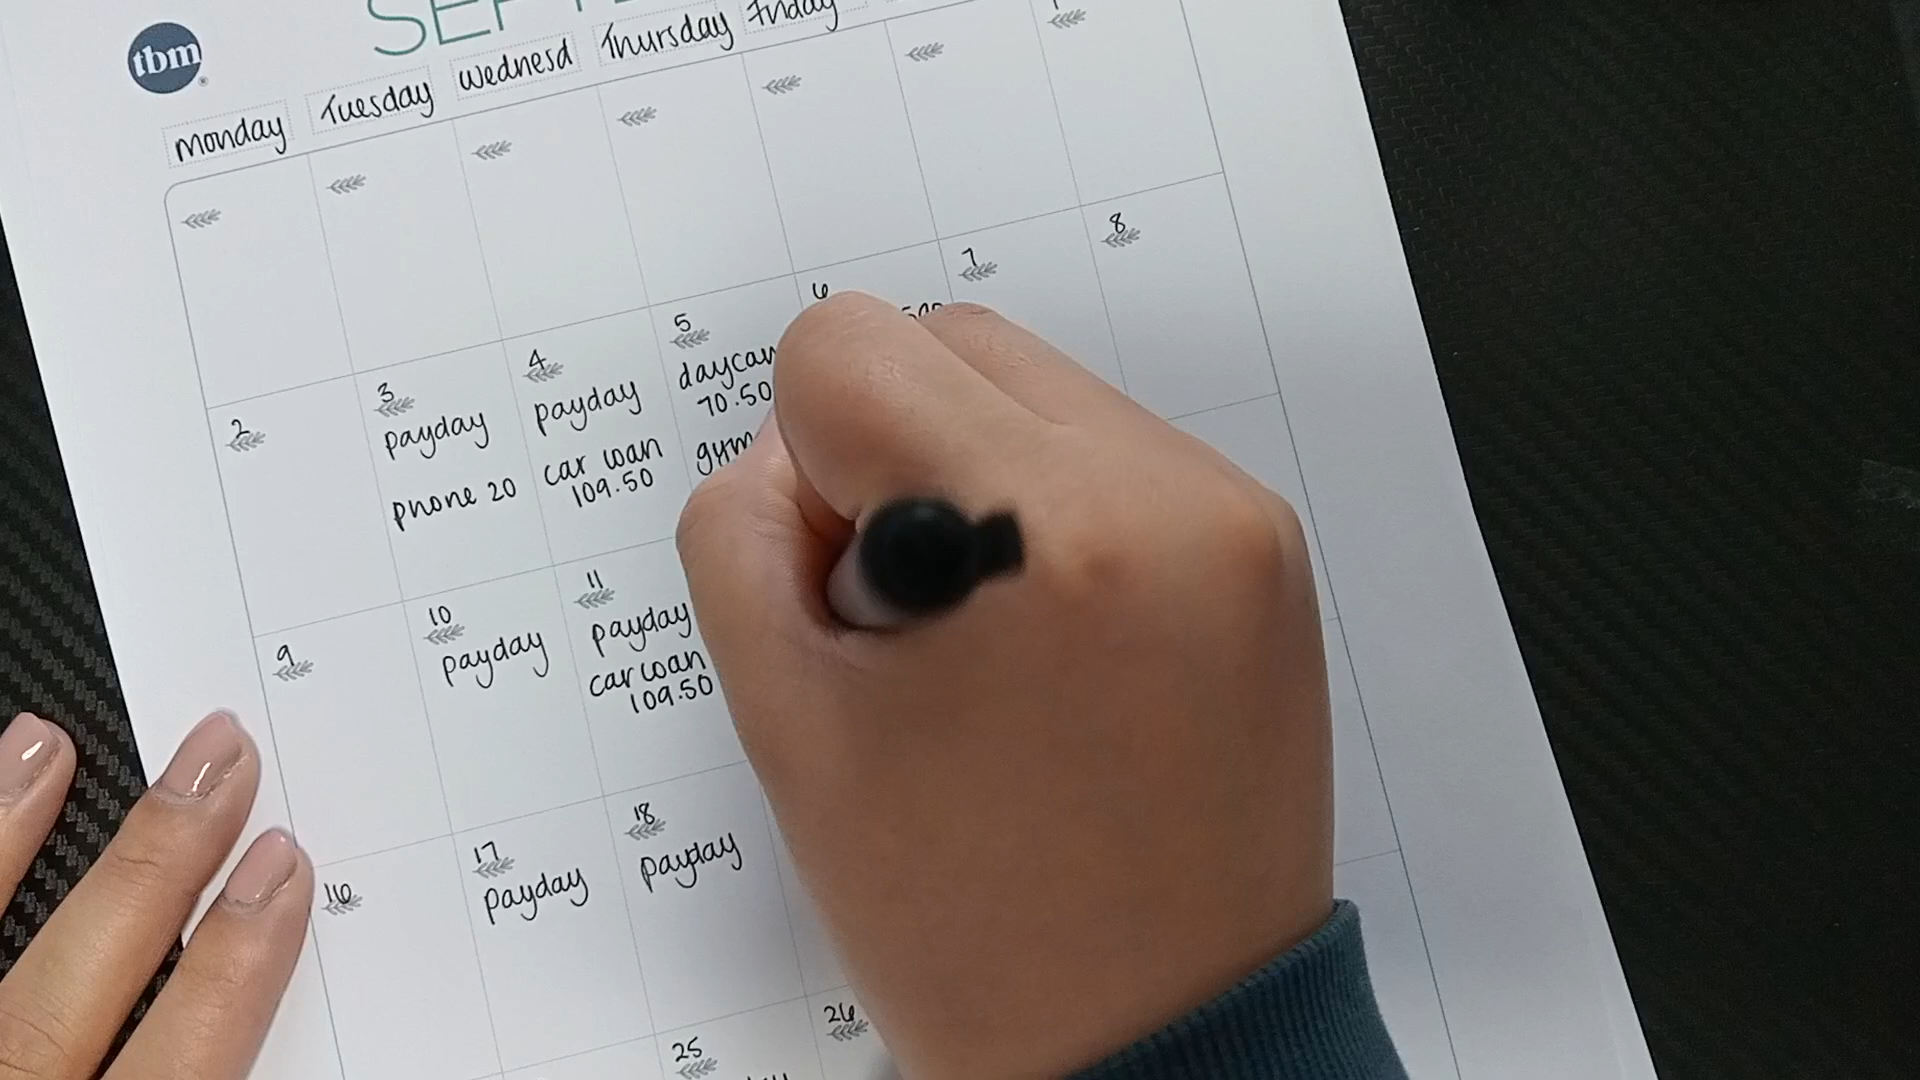 tbm
SEPT
monday Tuesday wednesd Thursday Friday
2 3 4 5 6 7 8
payday
phone 20
payday
car loan
109.50
daycar
70.50
gym
9 10 11
payday
payday
car loan
109.50
16 17 18
payday
payday
25 26